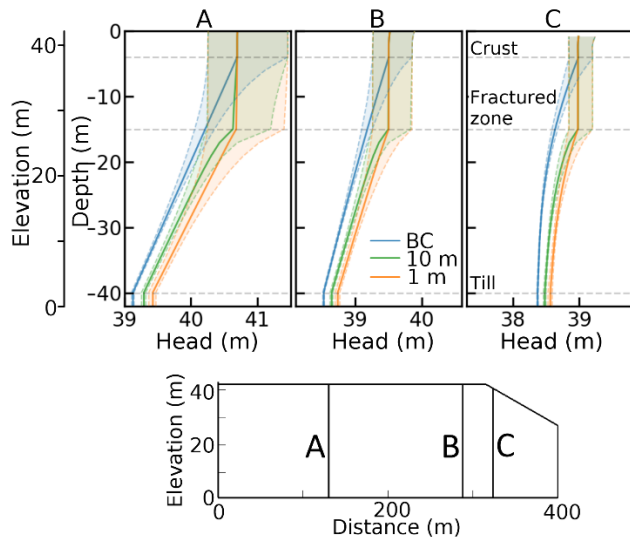 A B C
Elevation (m)
40
20
0
Depth (m)
0
−10
−20
−30
−40
Crust
Fractured
zone
Till
BC
10 m
1 m
39 40 41
39 40
38 39
Head (m) Head (m) Head (m)
Elevation (m)
40
20
0
A B C
0 200 400
Distance (m)